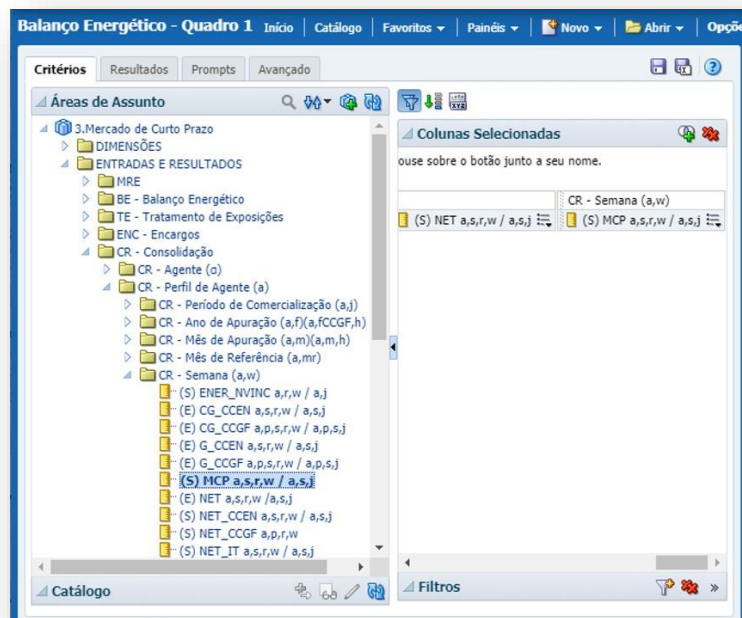 Balanço Energético - Quadro 1 Início Catálogo Favoritos Painéis Novo Abrir Opçõe
Critérios Resultados Prompts Avançado
Áreas de Assunto
3.Mercado de Curto Prazo
DIMENSÕES
ENTRADAS E RESULTADOS
MRE
BE - Balanço Energético
TE - Tratamento de Exposições
ENC - Encargos
CR - Consolidação
CR - Agente (α)
CR - Perfil de Agente (a)
CR - Período de Comercialização (a,j)
CR - Ano de Apuração (a,f)(a,fCCGF,h)
CR - Mês de Apuração (a,m)(a,m,h)
CR - Mês de Referência (a,mr)
CR - Semana (a,w)
(S) ENER_NVINC a,r,w / a,j
(E) CG_CCEN a,s,r,w / a,s,j
(E) CG_CCGF a,p,s,r,w / a,p,s,j
(E) G_CCEN a,s,r,w / a,s,j
(E) G_CCGF a,p,s,r,w / a,p,s,j
(S) MCP a,s,r,w / a,s,j
(E) NET a,s,r,w /a,s,j
(S) NET_CCEN a,s,r,w / a,s,j
(S) NET_CCGF a,p,r,w
(S) NET_IT a,s,r,w / a,s,j
Catálogo
Colunas Selecionadas
ouse sobre o botão junto a seu nome.
CR - Semana (a,w)
(S) NET a,s,r,w / a,s,j (S) MCP a,s,r,w / a,s,j
Filtros